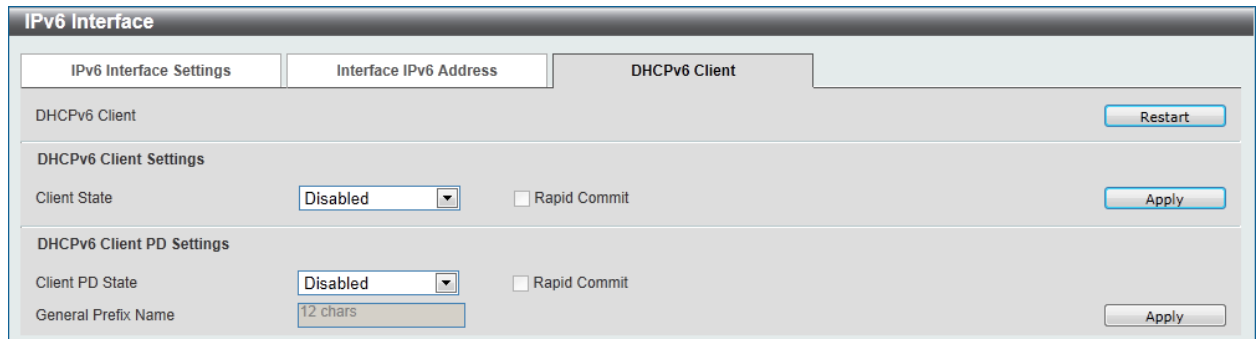 IPv6 Interface
IPv6 Interface Settings Interface IPv6 Address DHCPv6 Client
DHCPv6 Client Restart
DHCPv6 Client Settings
Client State Disabled Rapid Commit Apply
DHCPv6 Client PD Settings
Client PD State Disabled Rapid Commit
General Prefix Name 12 chars Apply